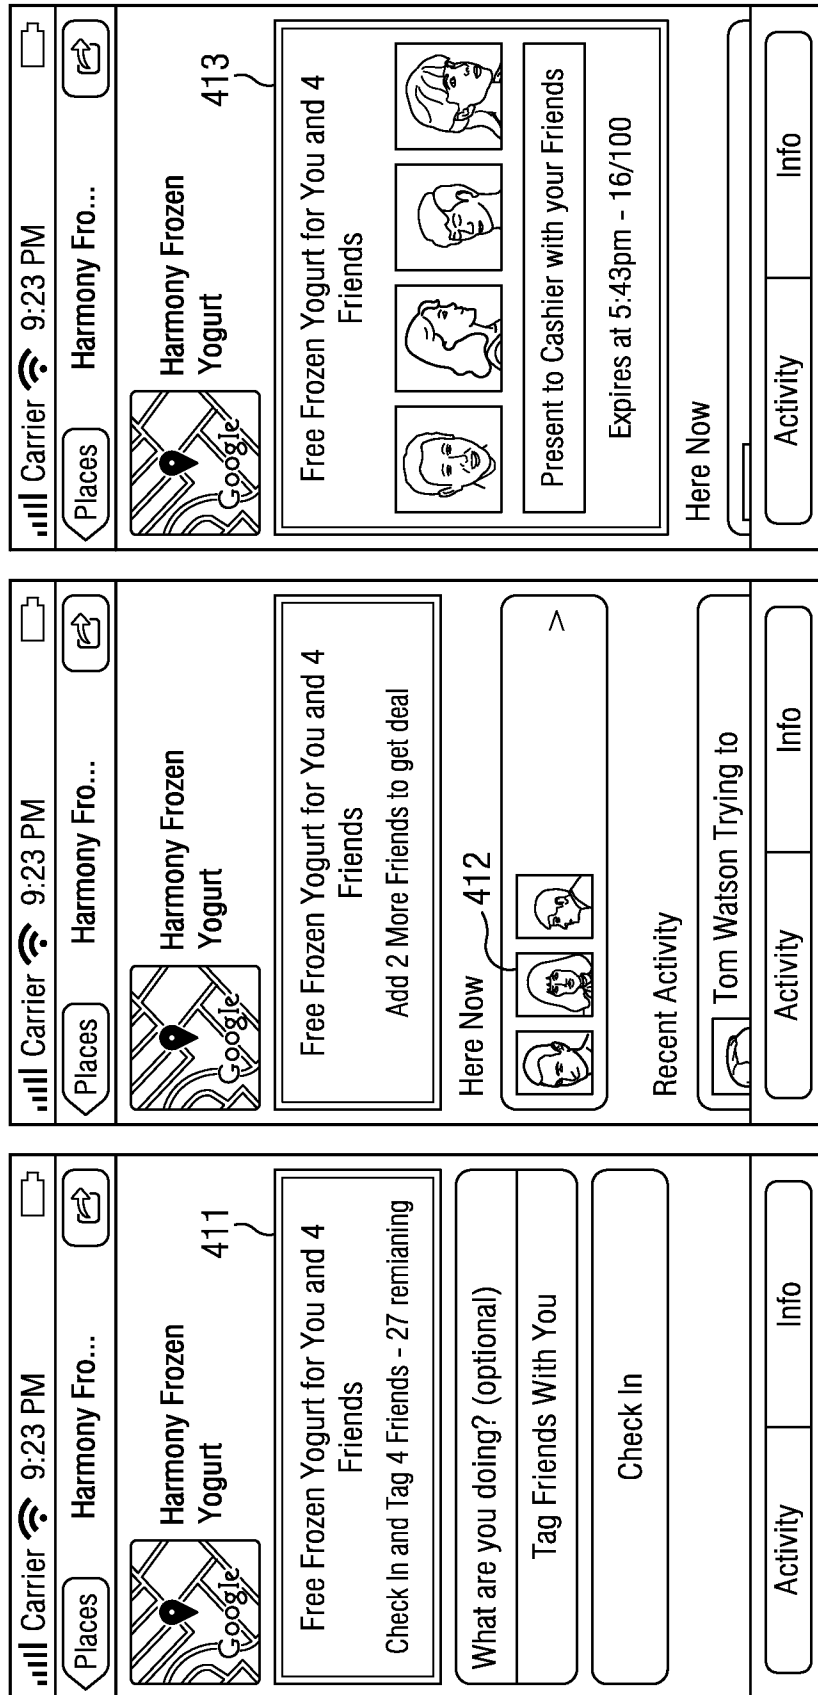 Carrier 9:23 PM
Places
Harmony Fro...
Google
Harmony Frozen
Yogurt
411
Free Frozen Yogurt for You and 4
Friends
Check In and Tag 4 Friends - 27 remianing
What are you doing? (optional)
Tag Friends With You
Check In
Activity
Info
Carrier 9:23 PM
Places
Harmony Fro...
Google
Harmony Frozen
Yogurt
Free Frozen Yogurt for You and 4
Friends
Add 2 More Friends to get deal
Here Now
412
>
Recent Activity
Tom Watson Trying to
Activity
Info
Carrier 9:23 PM
Places
Harmony Fro...
Google
Harmony Frozen
Yogurt
413
Free Frozen Yogurt for You and 4
Friends
Present to Cashier with your Friends
Expires at 5:43pm - 16/100
Here Now
Activity
Info